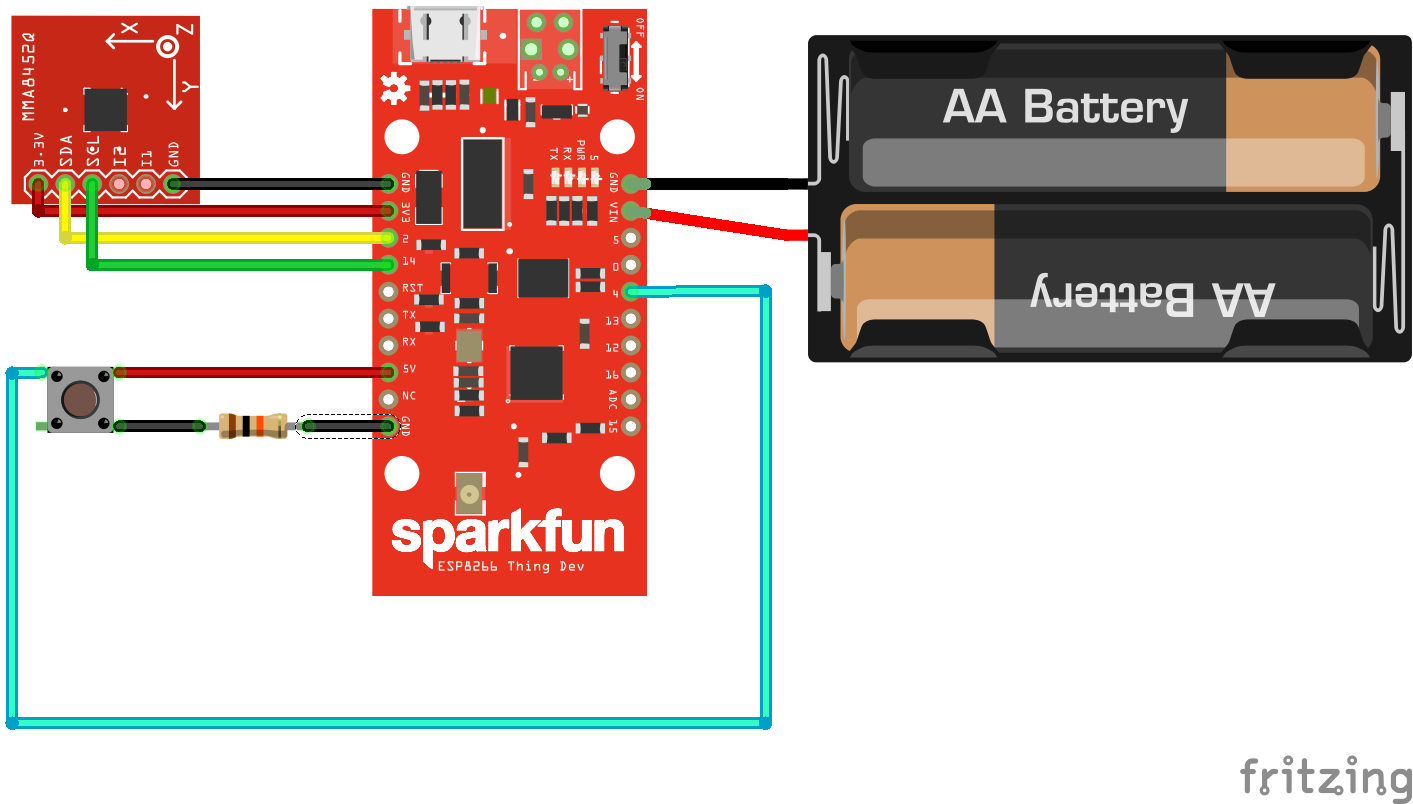 MMA8452Q
X
Z
Y
3.3V
SDA
SCL
I2
I1
GND
OFF
ON
- +
TX
RX
PWR
5
GND
3V3
2
14
RST
TX
RX
5V
NC
GND
GND
VIN
5
0
4
13
12
16
ADC
15
sparkfun
ESP8266 Thing Dev
AA Battery
AA Battery
fritzing